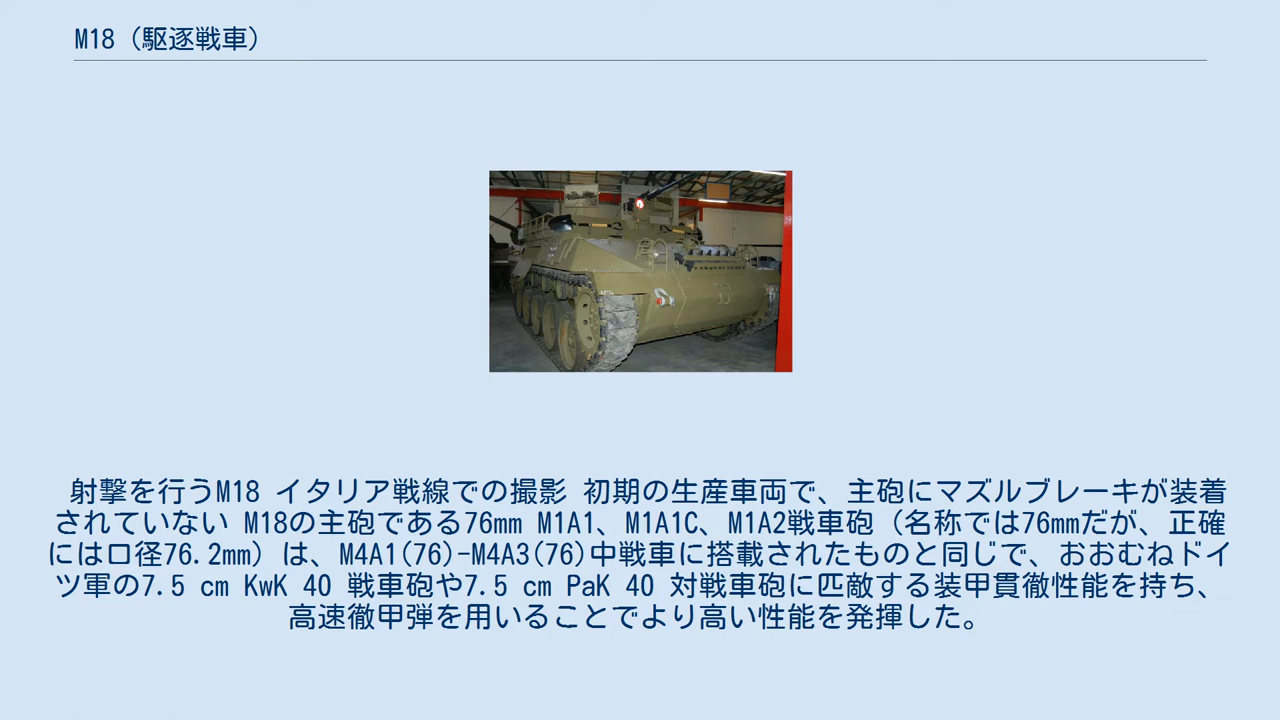 M18（駆逐戦車）
射撃を行うM18 イタリア戦線での撮影 初期の生産車両で、主砲にマズルブレーキが装着
されていない M18の主砲である76mm M1A1、M1A1C、M1A2戦車砲（名称では76mmだが、正確
には口径76.2mm）は、M4A1(76)-M4A3(76)中戦車に搭載されたものと同じで、おおむねドイ
ツ軍の7.5 cm KwK 40 戦車砲や7.5 cm PaK 40 対戦車砲に匹敵する装甲貫徹性能を持ち、
高速徹甲弾を用いることでより高い性能を発揮した。